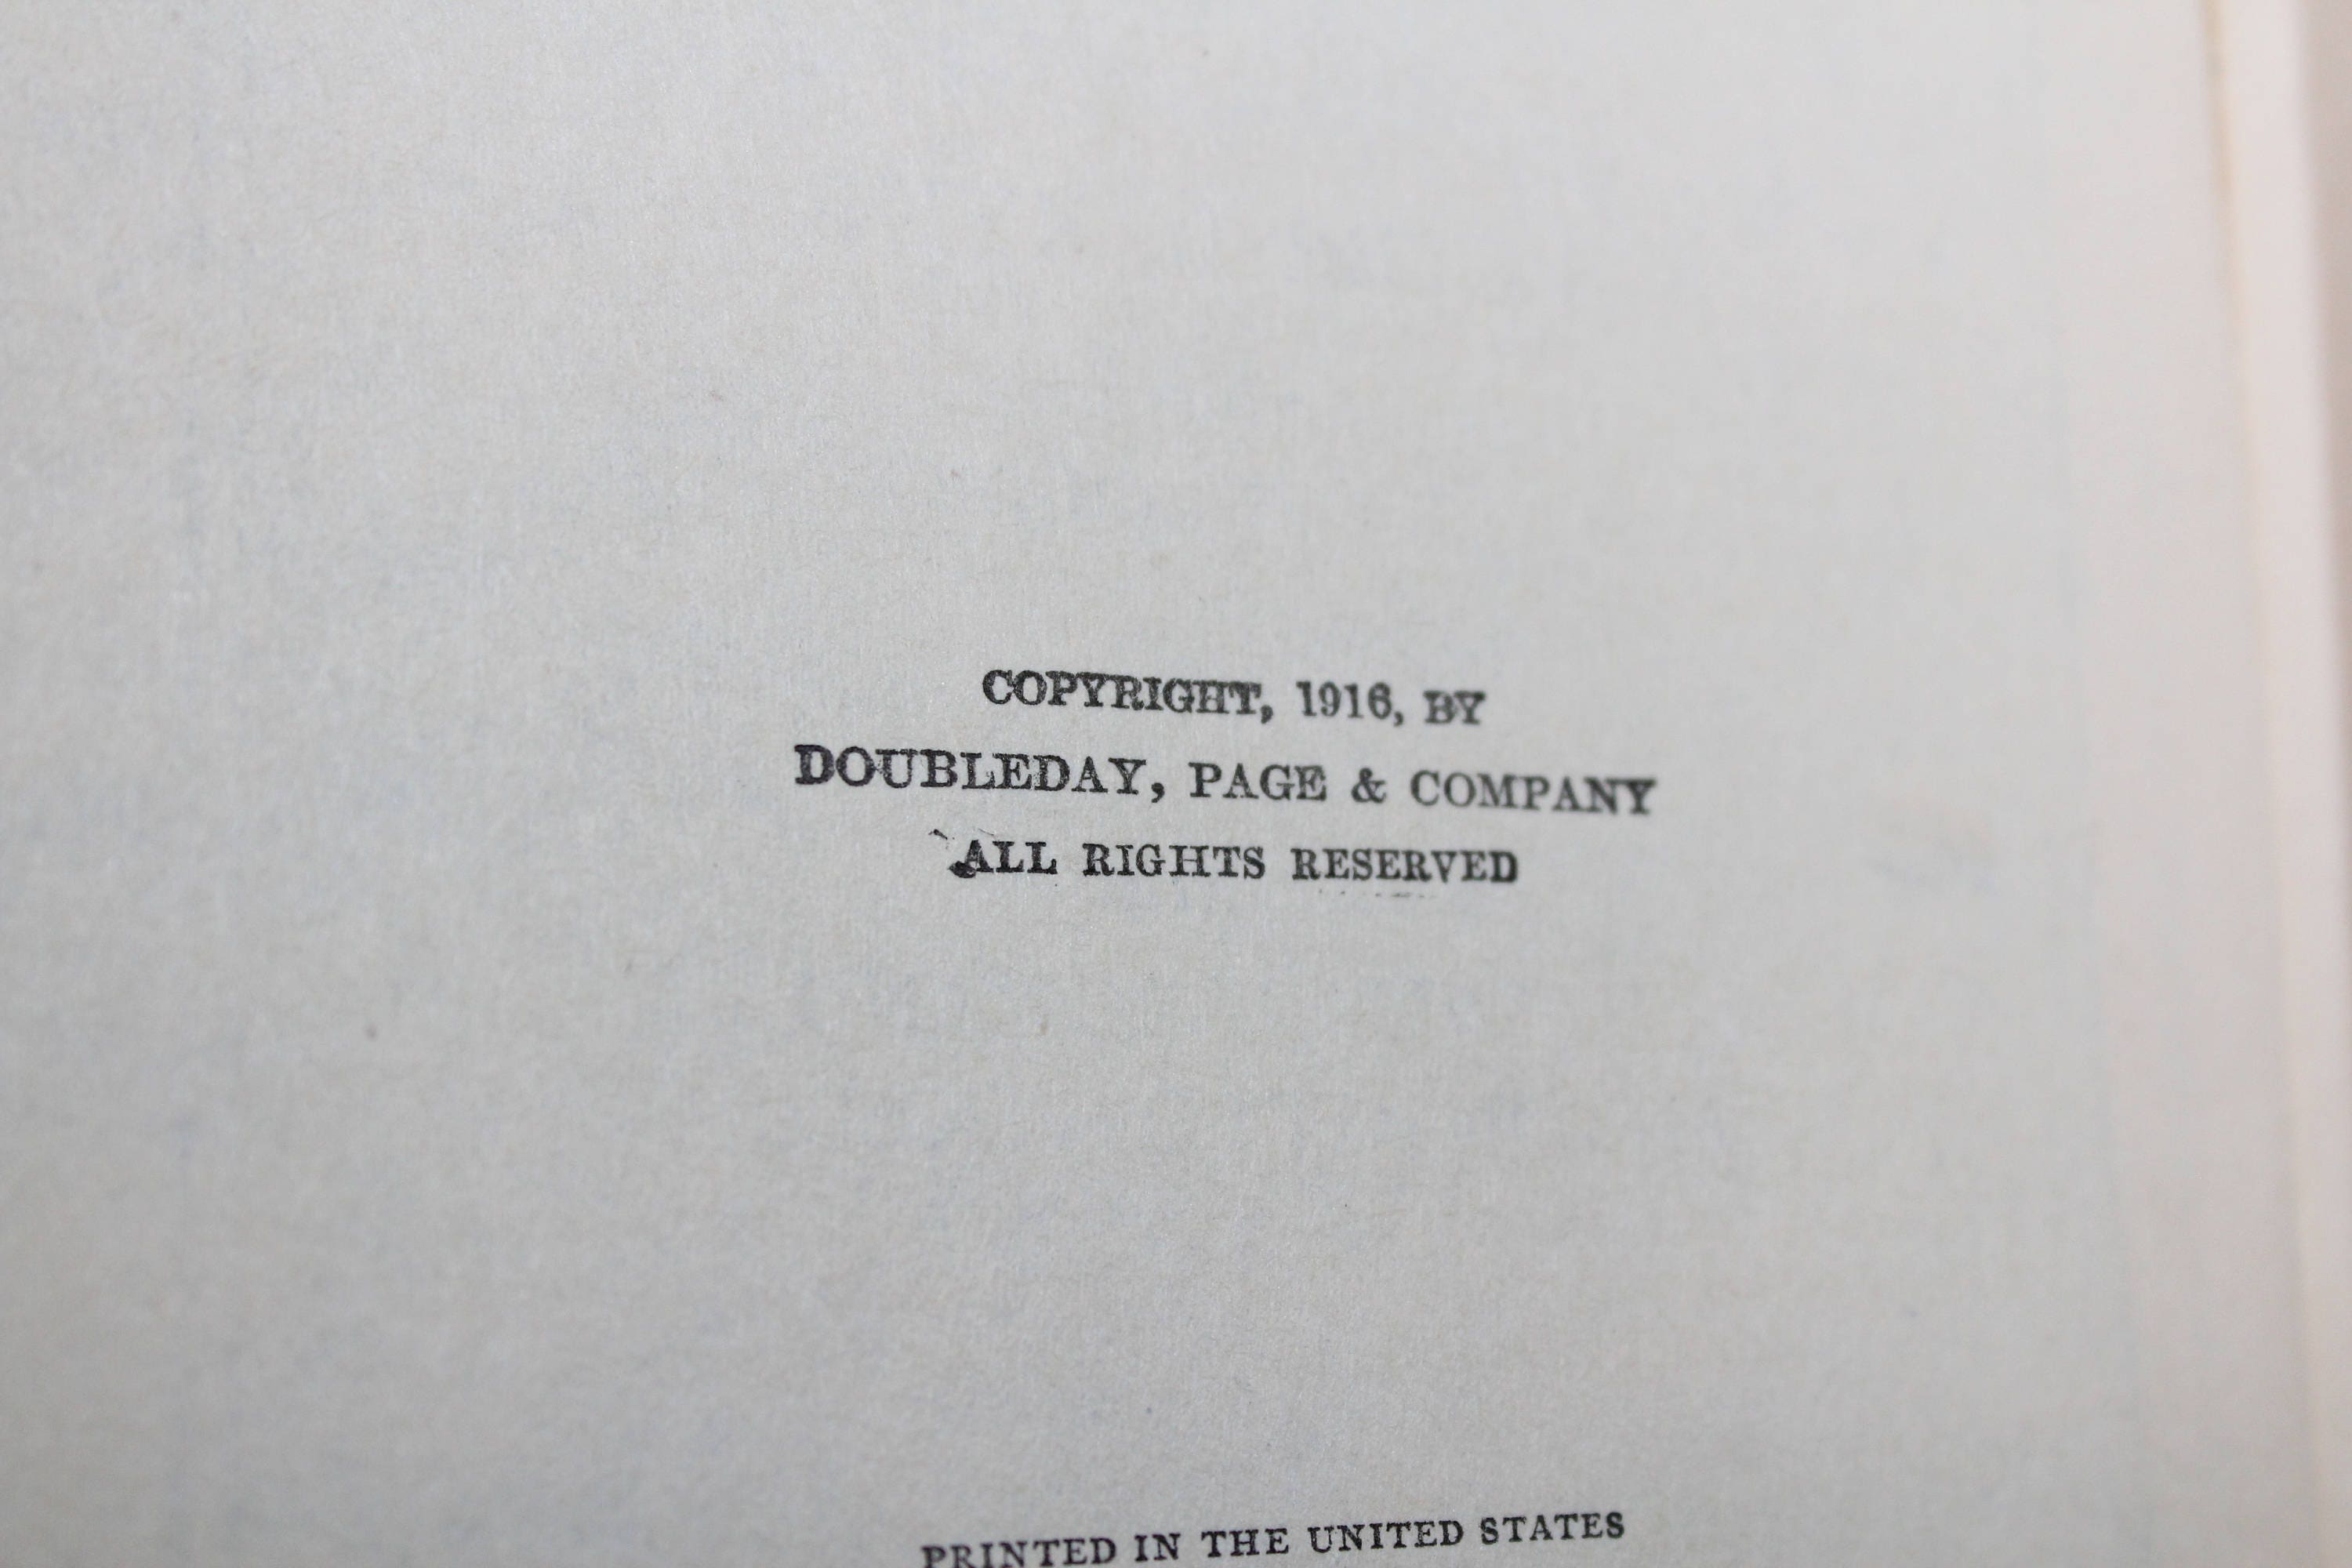 COPYRIGHT, 1916, BY
DOUBLEDAY, PAGE & COMPANY
ALL RIGHTS RESERVED
PRINTED IN THE UNITED STATES